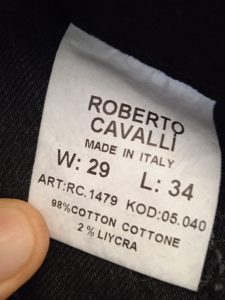 ROBERTO
CAVALLI
MADE IN ITALY
W: 29 L: 34
ART:RC.1479 KOD:05.040
98%COTTON COTTONE
2% LIYCRA